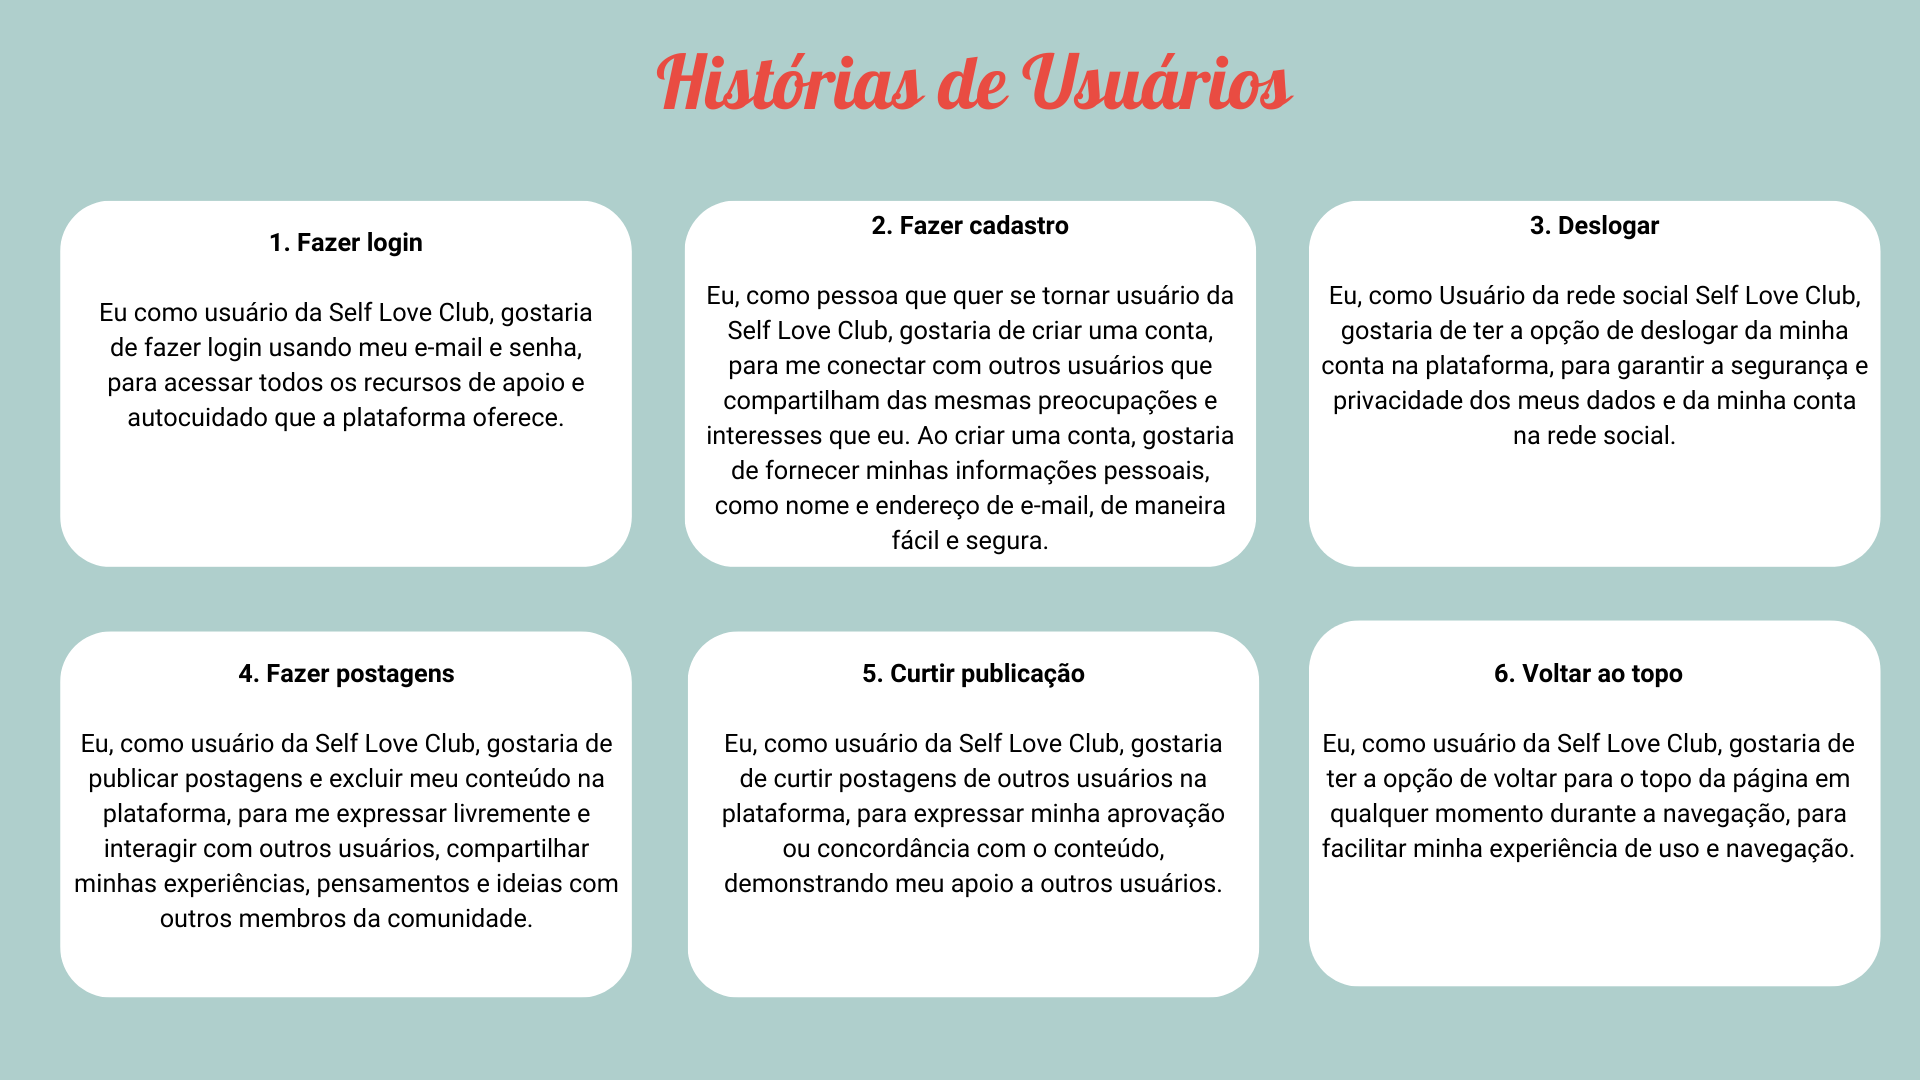 Histórias de Usuários
1. Fazer login
Eu como usuário da Self Love Club, gostaria
de fazer login usando meu e-mail e senha,
para acessar todos os recursos de apoio e
autocuidado que a plataforma oferece.
2. Fazer cadastro
Eu, como pessoa que quer se tornar usuário da
Self Love Club, gostaria de criar uma conta,
para me conectar com outros usuários que
compartilham das mesmas preocupações e
interesses que eu. Ao criar uma conta, gostaria
de fornecer minhas informações pessoais,
como nome e endereço de e-mail, de maneira
fácil e segura.
3. Deslogar
Eu, como Usuário da rede social Self Love Club,
gostaria de ter a opção de deslogar da minha
conta na plataforma, para garantir a segurança e
privacidade dos meus dados e da minha conta
na rede social.
4. Fazer postagens
Eu, como usuário da Self Love Club, gostaria de
publicar postagens e excluir meu conteúdo na
plataforma, para me expressar livremente e
interagir com outros usuários, compartilhar
minhas experiências, pensamentos e ideias com
outros membros da comunidade.
5. Curtir publicação
Eu, como usuário da Self Love Club, gostaria
de curtir postagens de outros usuários na
plataforma, para expressar minha aprovação
ou concordância com o conteúdo,
demonstrando meu apoio a outros usuários.
6. Voltar ao topo
Eu, como usuário da Self Love Club, gostaria de
ter a opção de voltar para o topo da página em
qualquer momento durante a navegação, para
facilitar minha experiência de uso e navegação.